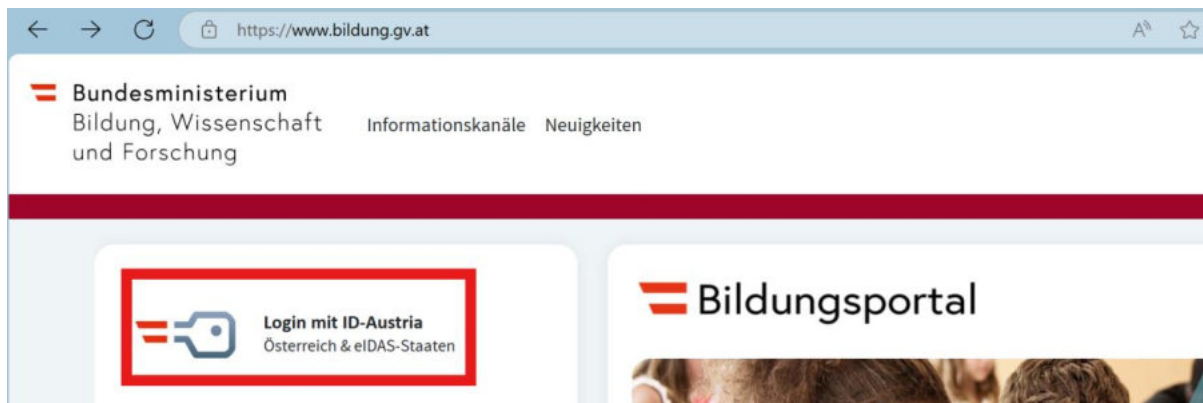 https://www.bildung.gv.at
Bundesministerium
Bildung, Wissenschaft
und Forschung
Informationskanäle Neuigkeiten
Login mit ID-Austria
Österreich & eIDAS-Staaten
Bildungsportal